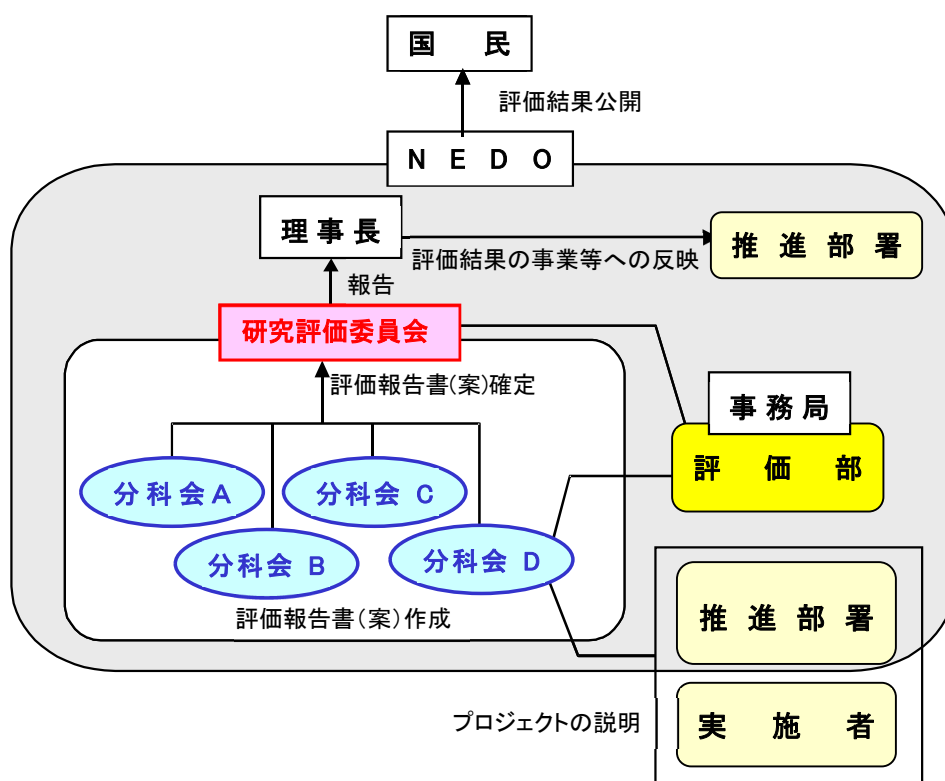 国 民
評価結果公開
N E D O
理事長
推進部署
評価結果の事業等への反映
報告
研究評価委員会
評価報告書(案)確定
事務局
評 価 部
分科会A
分科会 C
分科会 B
分科会 D
評価報告書(案)作成
推進部署
プロジェクトの説明
実 施 者